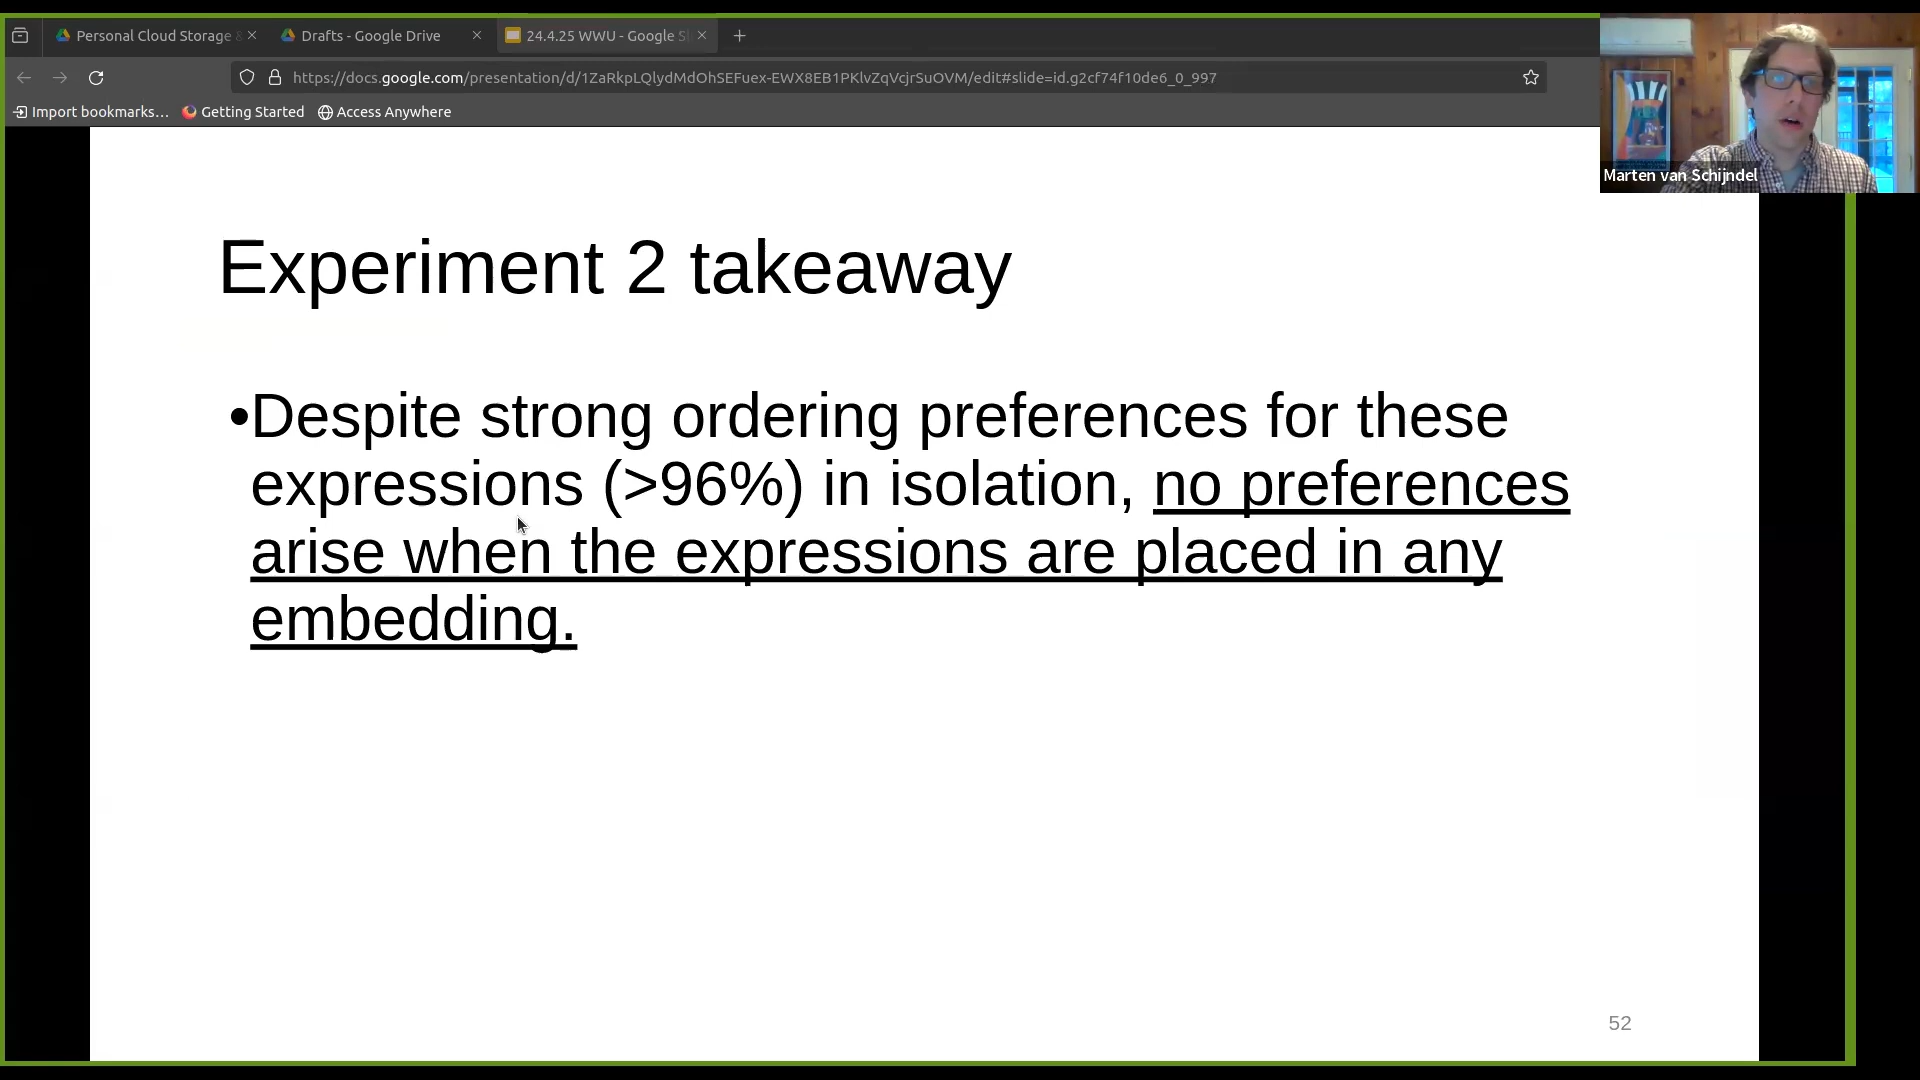 Personal Cloud Storage &
Drafts - Google Drive
24.4.25 WWU - Google S
https://docs.google.com/presentation/d/1ZaRkpLQlydMdOhSEFuex-EWX8EB1PKlvZqVcjrSuOVM/edit#slide=id.g2cf74f10de6_0_997
Import bookmarks...
Getting Started
Access Anywhere
Marten van Schijndel
Experiment 2 takeaway
•Despite strong ordering preferences for these
expressions (>96%) in isolation, no preferences
arise when the expressions are placed in any
embedding.
52